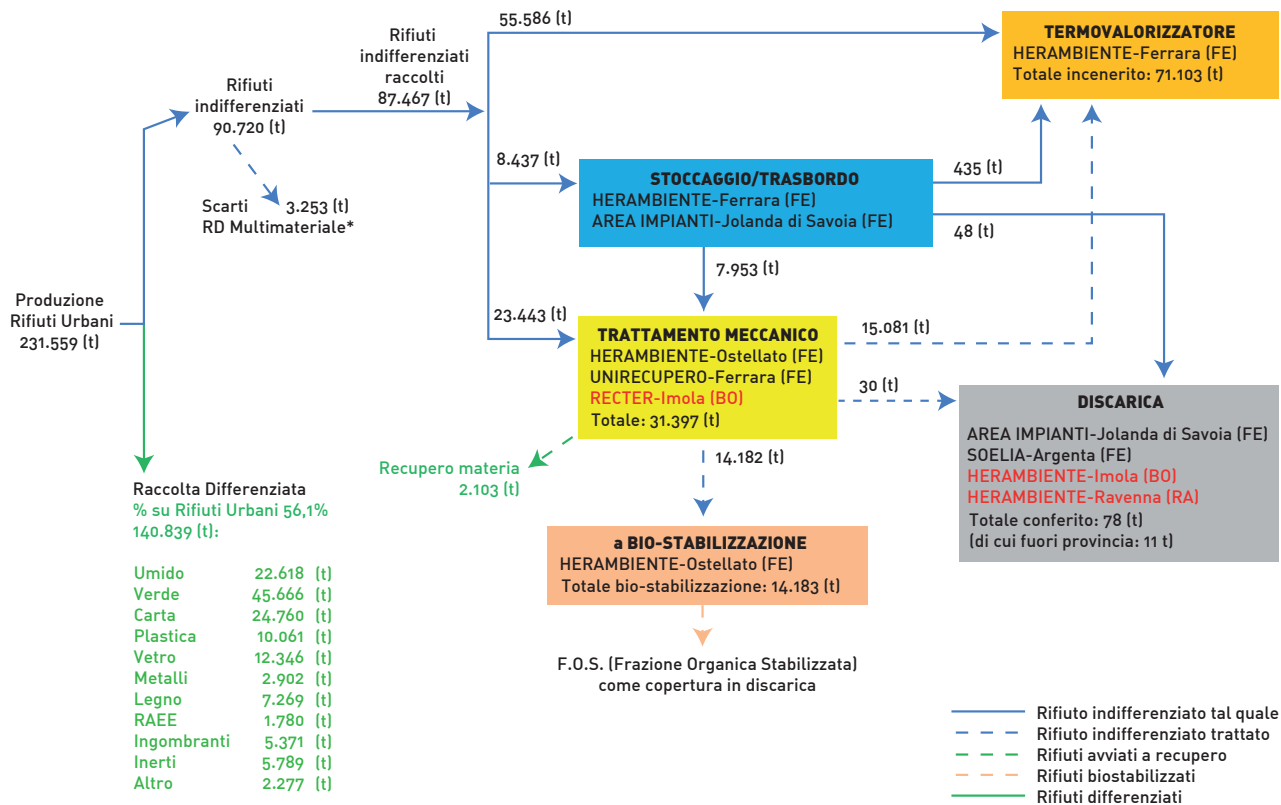 55.586 (t)
TERMOVALORIZZATORE
HERAMBIENTE-Ferrara (FE)
Totale incenerito: 71.103 (t)
Rifiuti
indifferenziati
raccolti
87.467 (t)
Rifiuti
indifferenziati
90.720 (t)
Scarti 3.253 (t)
RD Multimateriale*
8.437 (t)
STOCCAGGIO/TRASBORDO
HERAMBIENTE-Ferrara (FE)
AREA IMPIANTI-Jolanda di Savoia (FE)
435 (t)
48 (t)
7.953 (t)
Produzione
Rifiuti Urbani
231.559 (t)
23.443 (t)
TRATTAMENTO MECCANICO
HERAMBIENTE-Ostellato (FE)
UNIRECUPERO-Ferrara (FE)
RECTER-Imola (BO)
Totale: 31.397 (t)
15.081 (t)
30 (t)
DISCARICA
AREA IMPIANTI-Jolanda di Savoia (FE)
SOELIA-Argenta (FE)
HERAMBIENTE-Imola (BO)
HERAMBIENTE-Ravenna (RA)
Totale conferito: 78 (t)
(di cui fuori provincia: 11 t)
Recupero materia
2.103 (t)
14.182 (t)
a BIO-STABILIZZAZIONE
HERAMBIENTE-Ostellato (FE)
Totale bio-stabilizzazione: 14.183 (t)
F.O.S. (Frazione Organica Stabilizzata)
come copertura in discarica
Raccolta Differenziata
% su Rifiuti Urbani 56,1%
140.839 (t):
Umido 22.618 (t)
Verde 45.666 (t)
Carta 24.760 (t)
Plastica 10.061 (t)
Vetro 12.346 (t)
Metalli 2.902 (t)
Legno 7.269 (t)
RAEE 1.780 (t)
Ingombranti 5.371 (t)
Inerti 5.789 (t)
Altro 2.277 (t)
Rifiuto indifferenziato tal quale
Rifiuto indifferenziato trattato
Rifiuti avviati a recupero
Rifiuti biostabilizzati
Rifiuti differenziati